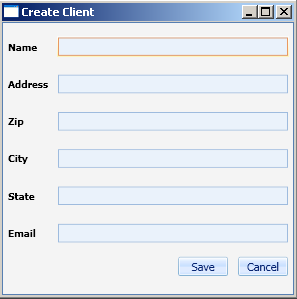 Create Client
Name
Address
Zip
City
State
Email
Save Cancel